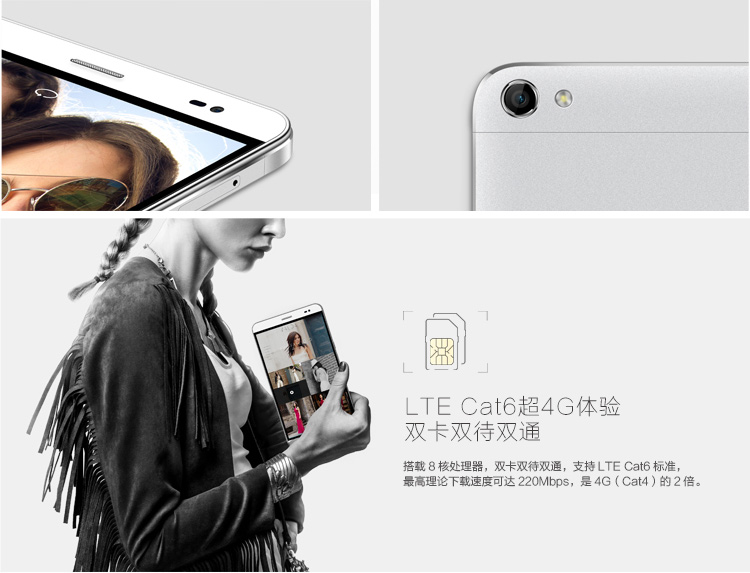 LTE Cat6超4G体验
双卡双待双通
搭载 8 核处理器，双卡双待双通，支持 LTE Cat6 标准，
最高理论下载速度可达 220Mbps，是 4G（Cat4）的 2 倍。